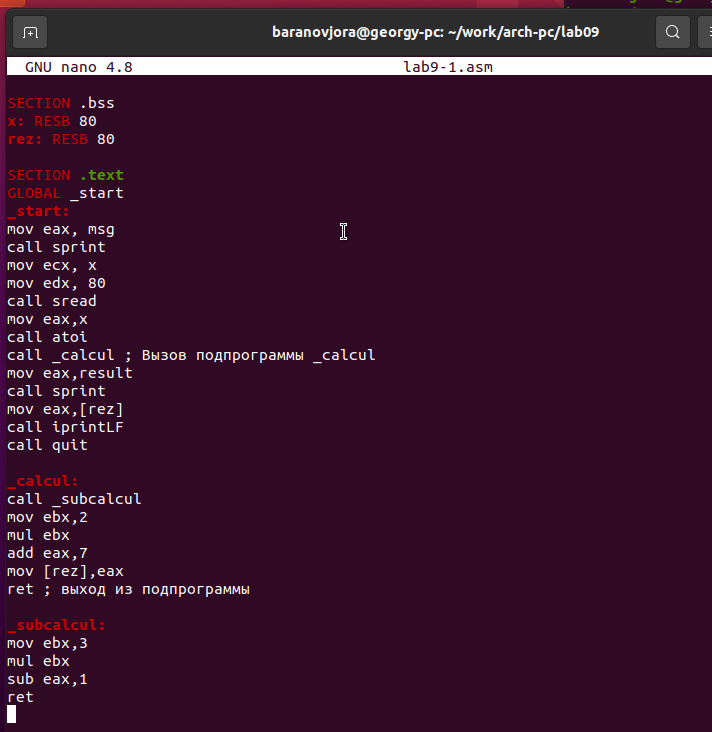 baranovjora@georgy-pc: ~/work/arch-pc/lab09
GNU nano 4.8 lab9-1.asm
SECTION .bss
x: RESB 80
rez: RESB 80
SECTION .text
GLOBAL _start
_start:
mov eax, msg
call sprint
mov ecx, x
mov edx, 80
call sread
mov eax,x
call atoi
call _calcul ; Вызов подпрограммы _calcul
mov eax,result
call sprint
mov eax,[rez]
call iprintLF
call quit
_calcul:
call _subcalcul
mov ebx,2
mul ebx
add eax,7
mov [rez],eax
ret ; выход из подпрограммы
_subcalcul:
mov ebx,3
mul ebx
sub eax,1
ret